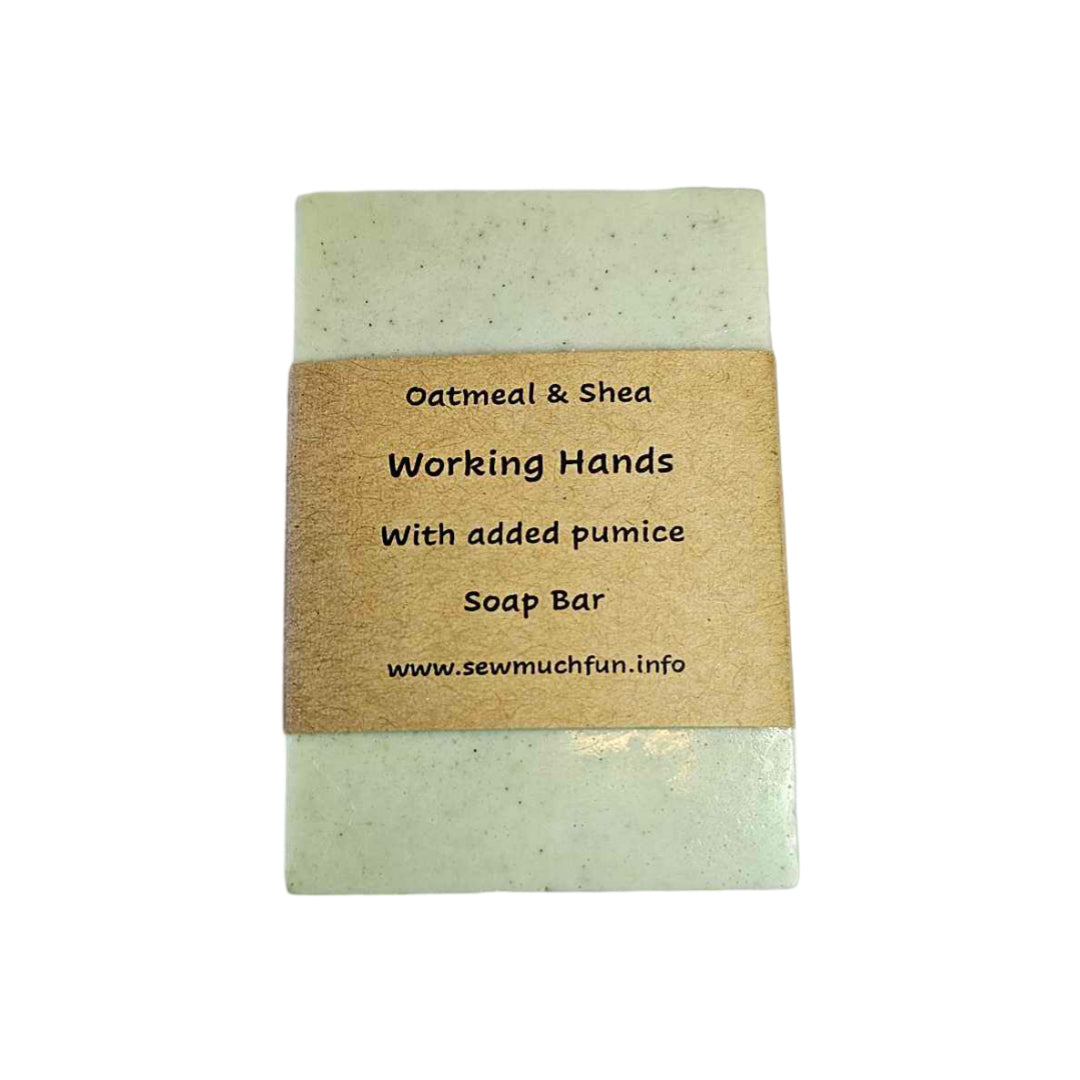 Oatmeal & Shea
Working Hands
With added pumice
Soap Bar
www.sewmuchfun.info